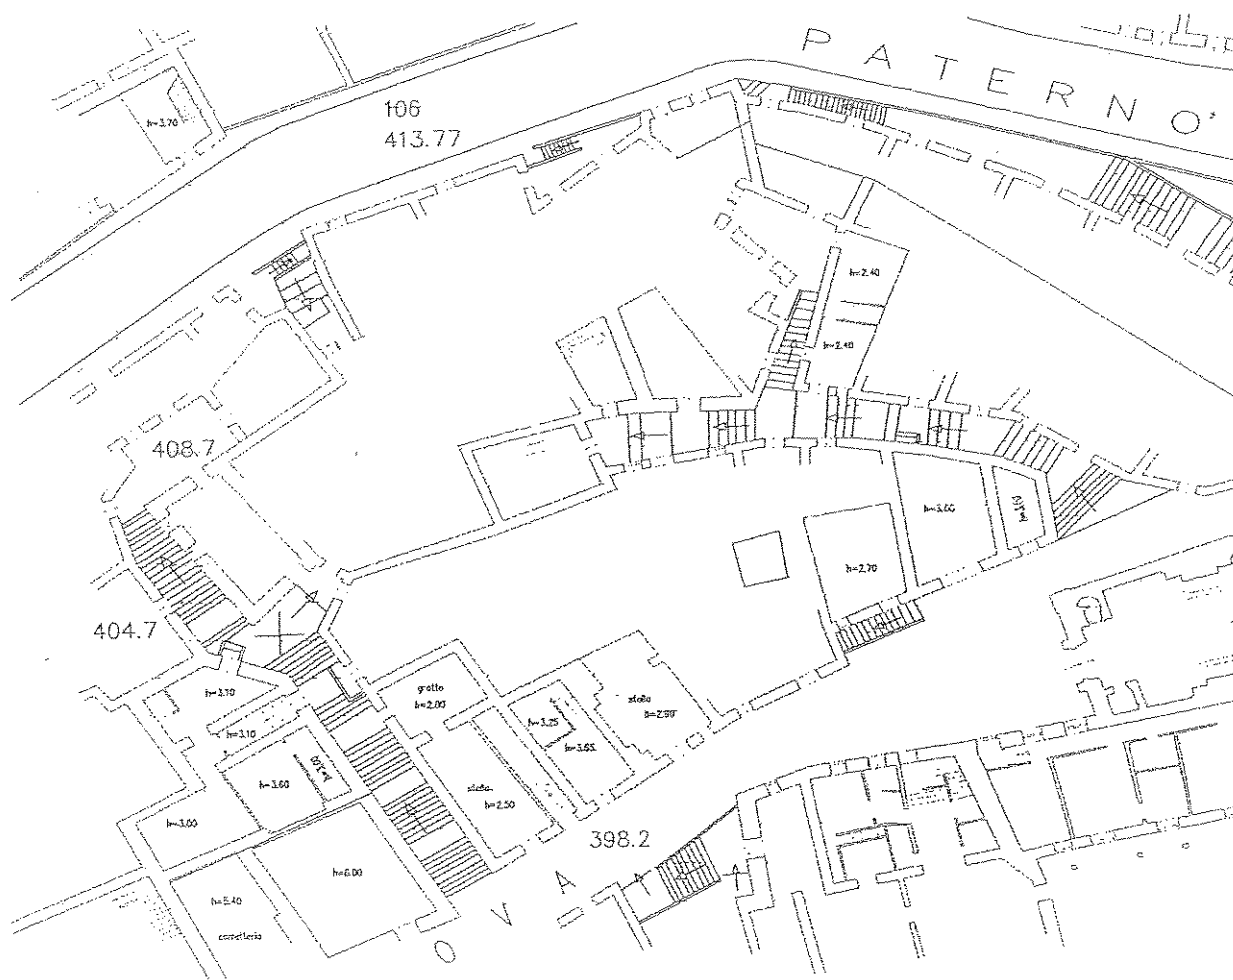 PATERNO'
h=3.70
106
413.77
h=2.40
h=2.40
408.7
h=3.00
h=2.70
404.7
h=3.10
grotta
h=2.00
stalla
h=2.90
h=3.25
h=3.65
h=3.10
h=3.60
stalla
h=2.50
h=3.00
398.2
h=6.00
h=5.40
O V A